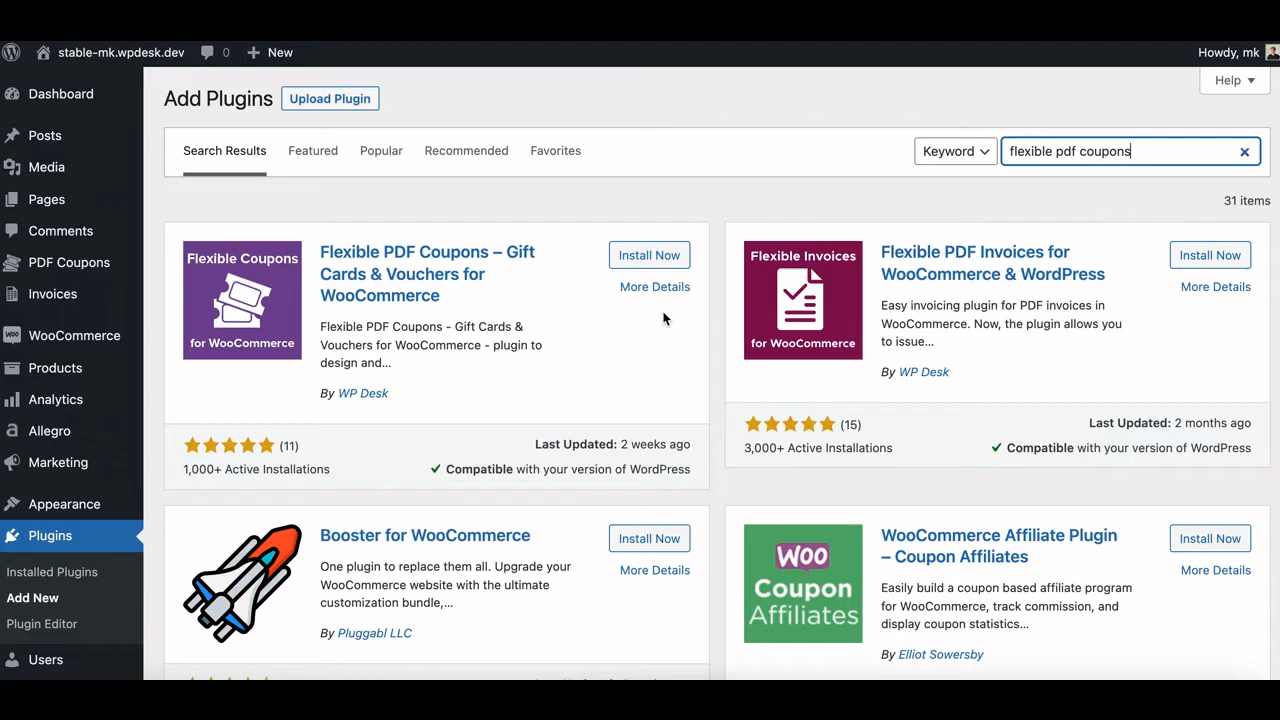 stable-mk.wpdesk.dev
0
New
Howdy, mk
Help
Dashboard
Posts
Media
Pages
Comments
PDF Coupons
Invoices
WooCommerce
Products
Analytics
Allegro
Marketing
Appearance
Plugins
Installed Plugins
Add New
Plugin Editor
Users
Add Plugins
Upload Plugin
Search Results
Featured
Popular
Recommended
Favorites
Keyword
flexible pdf coupons
31 items
Flexible Coupons
for WooCommerce
Flexible PDF Coupons – Gift
Cards & Vouchers for
WooCommerce
Install Now
More Details
Flexible PDF Coupons - Gift Cards &
Vouchers for WooCommerce - plugin to
design and...
By WP Desk
(11)
1,000+ Active Installations
Last Updated: 2 weeks ago
Compatible with your version of WordPress
Flexible Invoices
for WooCommerce
Flexible PDF Invoices for
WooCommerce & WordPress
Install Now
More Details
Easy invoicing plugin for PDF invoices in
WooCommerce. Now, the plugin allows you
to issue...
By WP Desk
(15)
3,000+ Active Installations
Last Updated: 2 months ago
Compatible with your version of WordPress
Booster for WooCommerce
Install Now
More Details
One plugin to replace them all. Upgrade your
WooCommerce website with the ultimate
customization bundle,...
By Pluggabl LLC
WOO
Coupon
Affiliates
WooCommerce Affiliate Plugin
– Coupon Affiliates
Install Now
More Details
Easily build a coupon based affiliate program
for WooCommerce, track commission, and
display coupon statistics...
By Elliot Sowersby